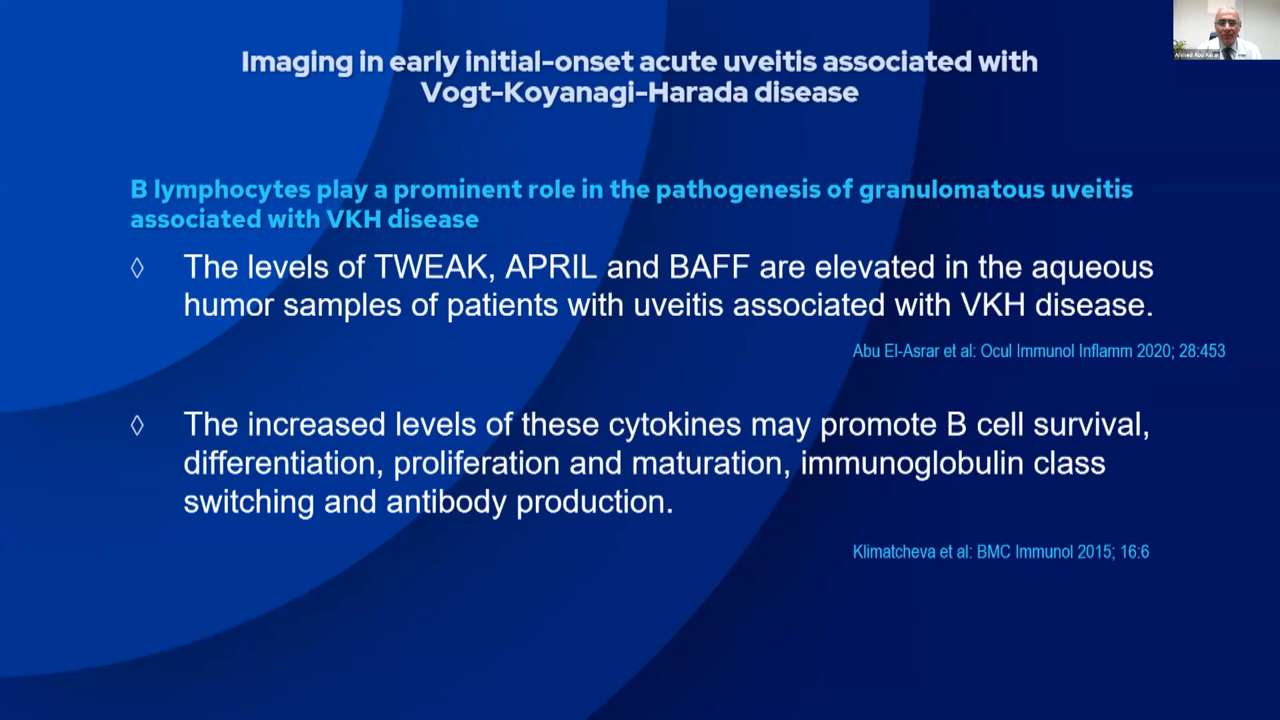 Imaging in early initial-onset acute uveitis associated with
Vogt-Koyanagi-Harada disease
B lymphocytes play a prominent role in the pathogenesis of granulomatous uveitis
associated with VKH disease
◊ The levels of TWEAK, APRIL and BAFF are elevated in the aqueous
humor samples of patients with uveitis associated with VKH disease.
Abu El-Asrar et al: Ocul Immunol Inflamm 2020; 28:453
◊ The increased levels of these cytokines may promote B cell survival,
differentiation, proliferation and maturation, immunoglobulin class
switching and antibody production.
Klimatcheva et al: BMC Immunol 2015; 16:6